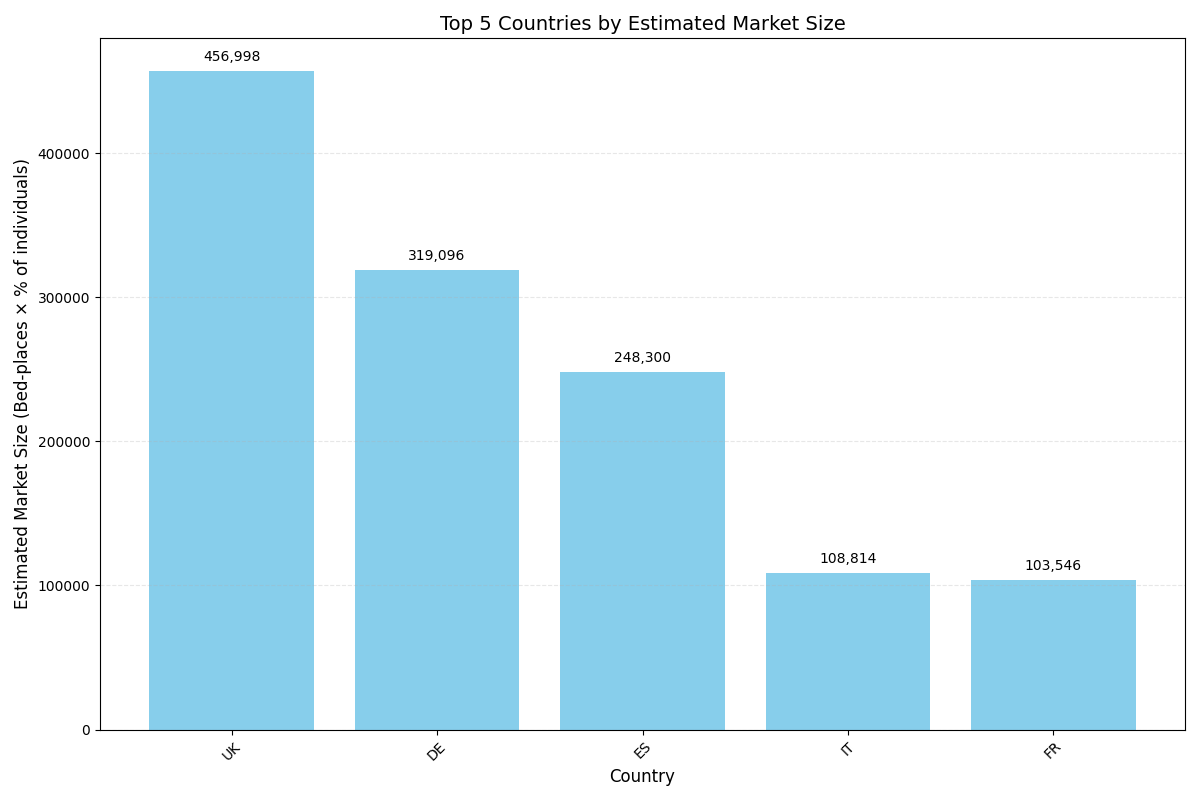 Top 5 Countries by Estimated Market Size
Estimated Market Size (Bed-places × % of individuals)
400000
300000
200000
100000
0
456,998
319,096
248,300
108,814
103,546
UK
DE
ES
IT
FR
Country